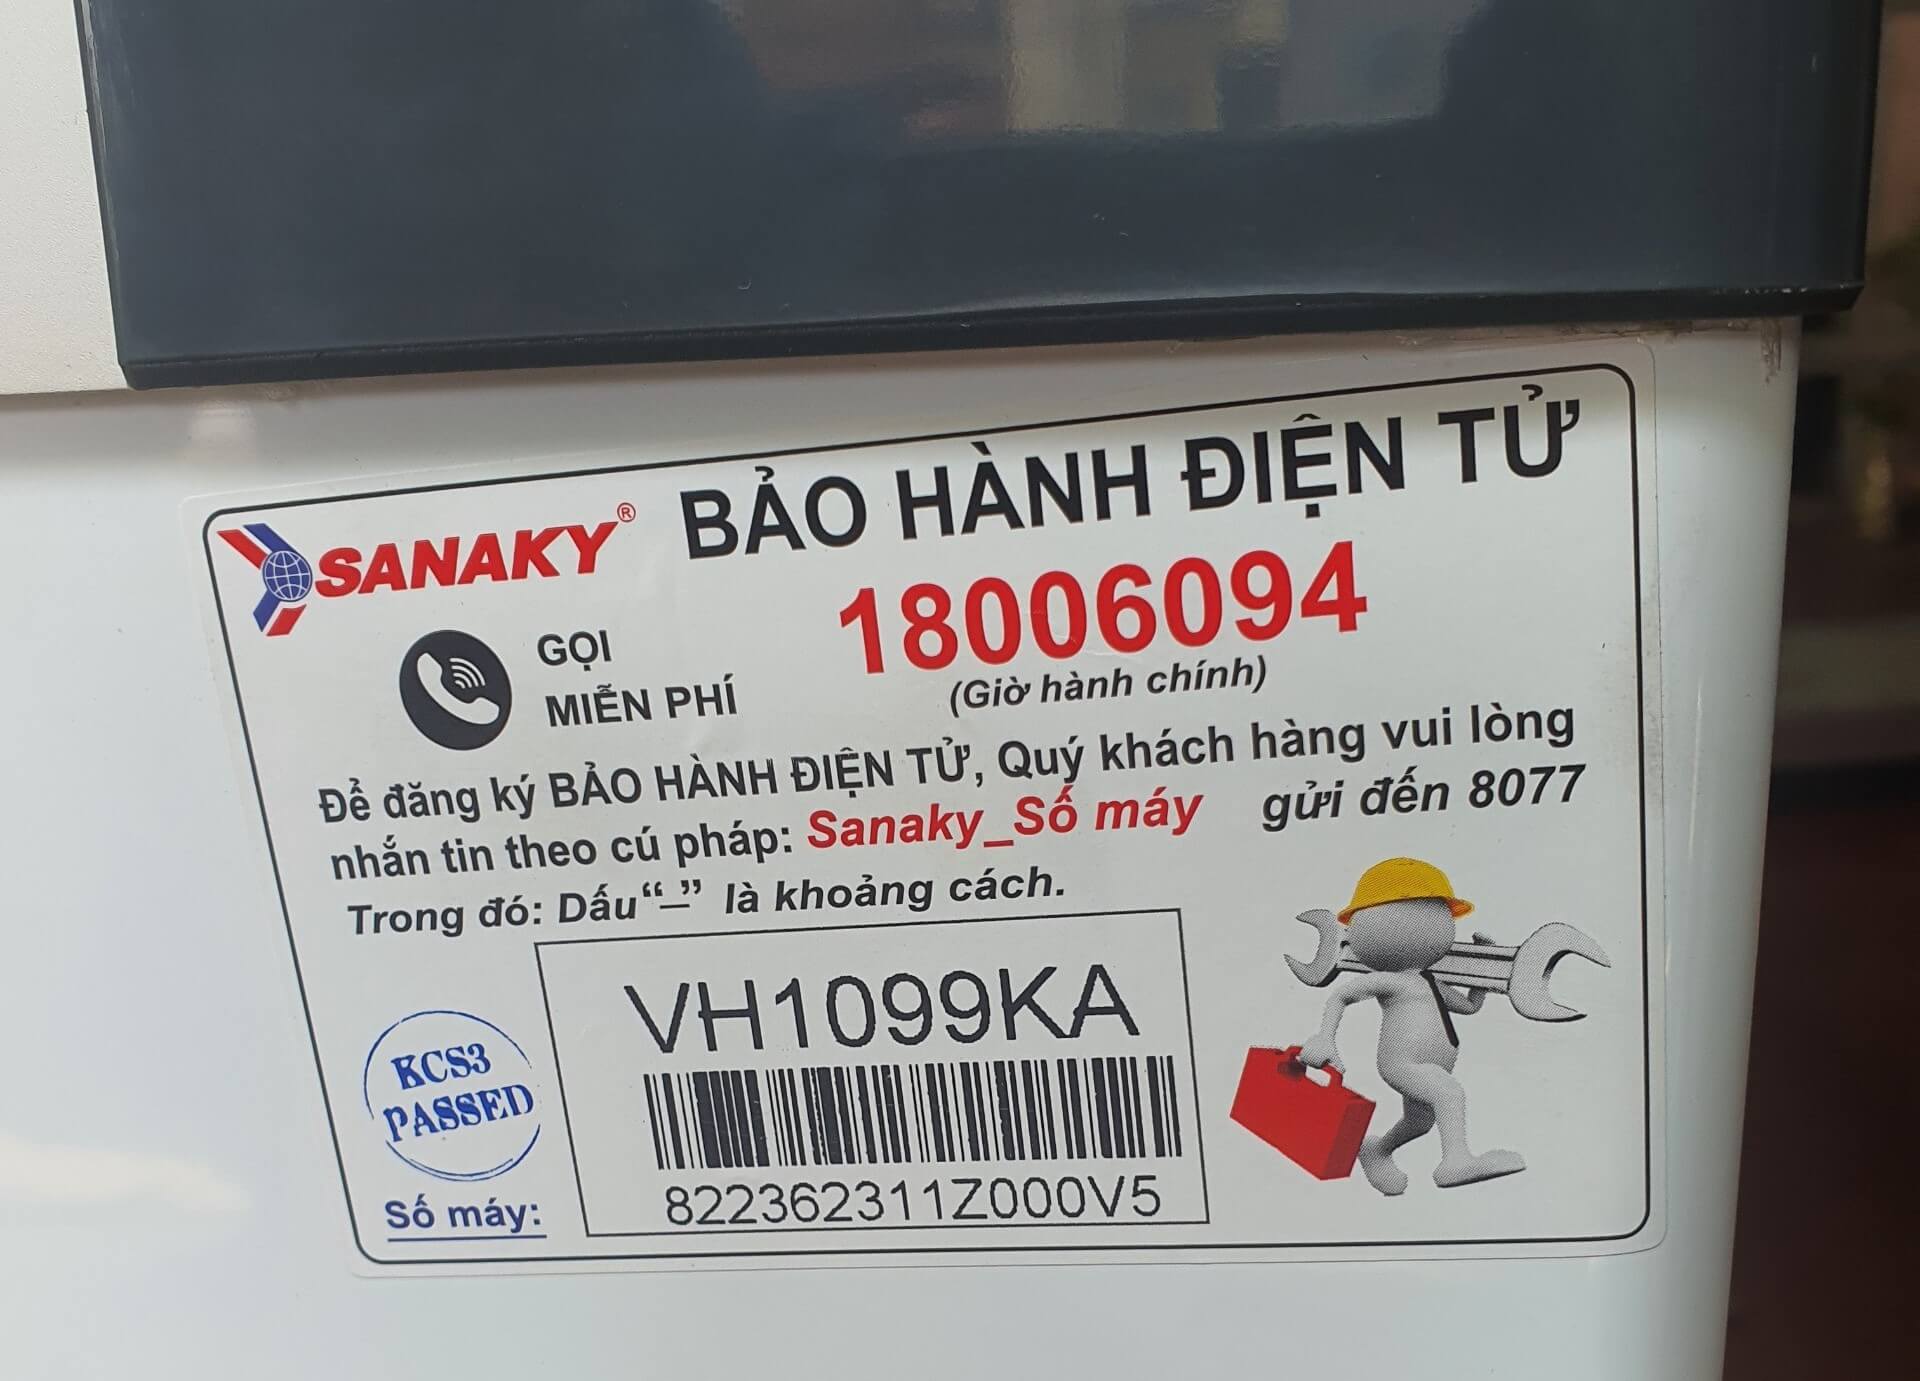 SANAKY® BẢO HÀNH ĐIỆN TỬ
GỌI
MIỄN PHÍ
18006094
(Giờ hành chính)
Để đăng ký BẢO HÀNH ĐIỆN TỬ, Quý khách hàng vui lòng
nhắn tin theo cú pháp: Sanaky_Số máy gửi đến 8077
Trong đó: Dấu “_” là khoảng cách.
VH1099KA
KCS3
PASSED
Số máy:
822362311Z000V5